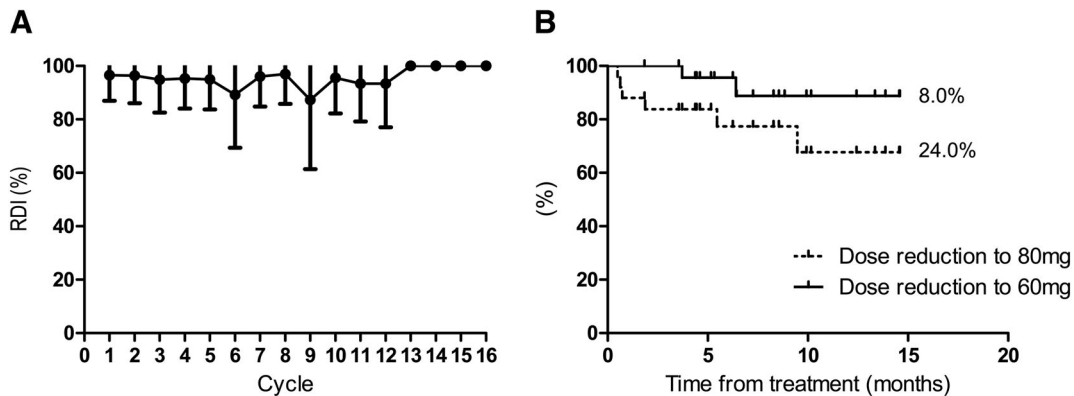 A
100
80
60
40
20
0
RDI (%)
0 1 2 3 4 5 6 7 8 9 10 11 12 13 14 15 16
Cycle
B
100
80
60
40
20
0
(%)
8.0%
24.0%
Dose reduction to 80mg
Dose reduction to 60mg
0 5 10 15 20
Time from treatment (months)